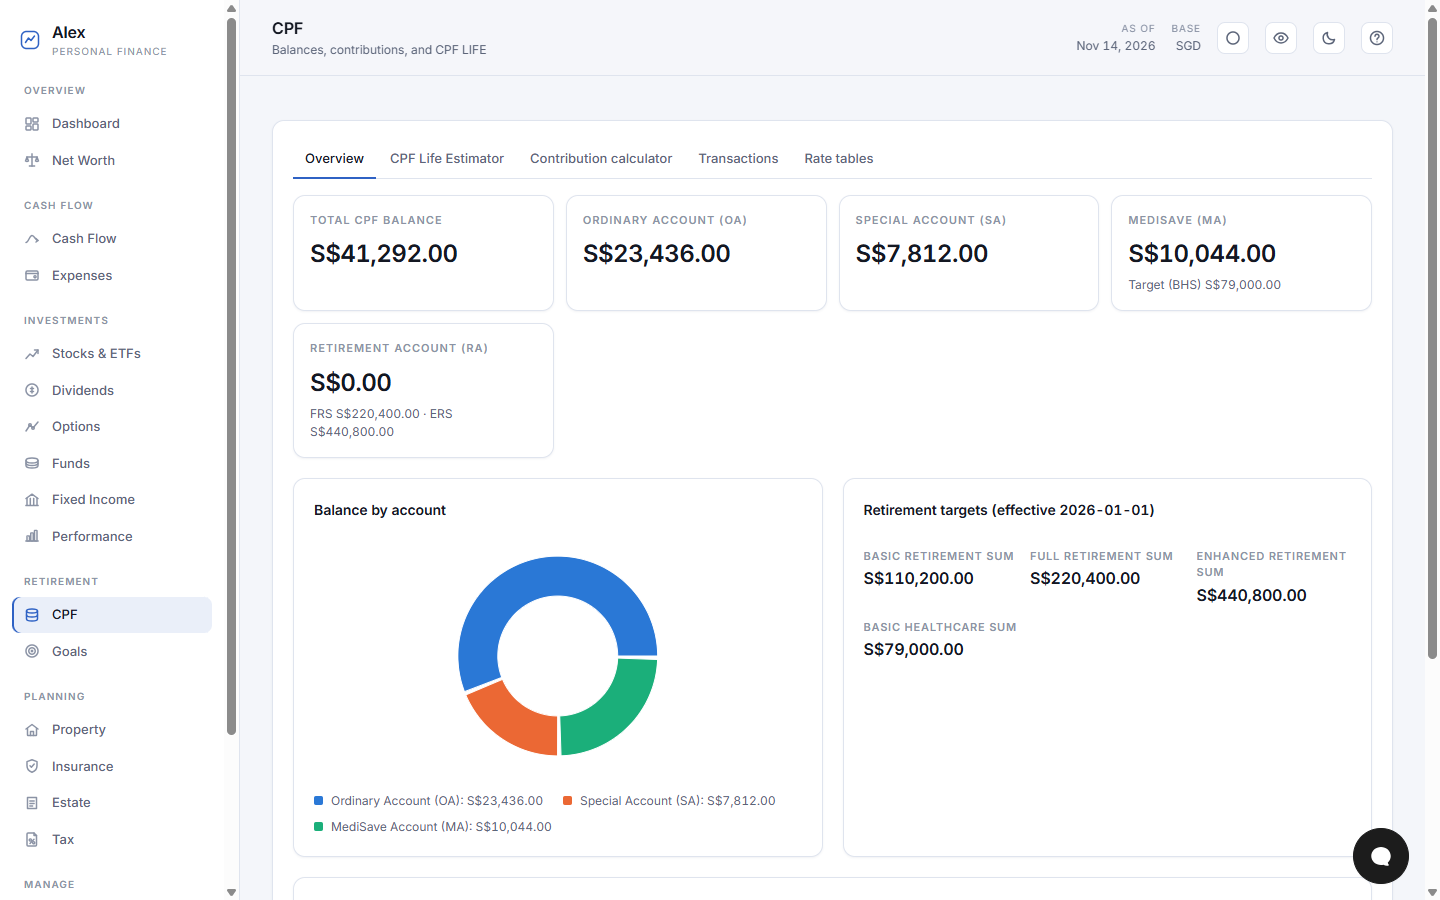 Alex
PERSONAL FINANCE
OVERVIEW
Dashboard
Net Worth
CASH FLOW
Cash Flow
Expenses
INVESTMENTS
Stocks & ETFs
Dividends
Options
Funds
Fixed Income
Performance
RETIREMENT
CPF
Goals
PLANNING
Property
Insurance
Estate
Tax
MANAGE
CPF
Balances, contributions, and CPF LIFE
AS OF
Nov 14, 2026
BASE
SGD
Overview
CPF Life Estimator
Contribution calculator
Transactions
Rate tables
TOTAL CPF BALANCE
S$41,292.00
ORDINARY ACCOUNT (OA)
S$23,436.00
SPECIAL ACCOUNT (SA)
S$7,812.00
MEDISAVE (MA)
S$10,044.00
Target (BHS) S$79,000.00
RETIREMENT ACCOUNT (RA)
S$0.00
FRS S$220,400.00 · ERS
S$440,800.00
Balance by account
Ordinary Account (OA): S$23,436.00
Special Account (SA): S$7,812.00
MediSave Account (MA): S$10,044.00
Retirement targets (effective 2026-01-01)
BASIC RETIREMENT SUM
S$110,200.00
FULL RETIREMENT SUM
S$220,400.00
ENHANCED RETIREMENT
SUM
S$440,800.00
BASIC HEALTHCARE SUM
S$79,000.00